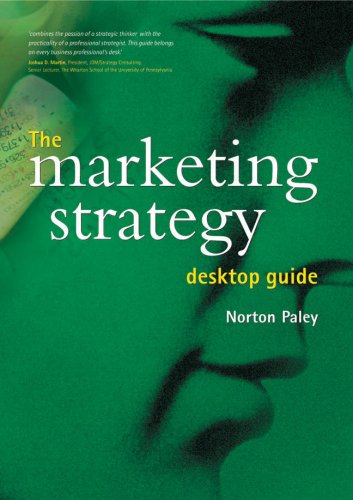 'combines the passion of a strategic thinker with the
practicality of a professional strategist. This guide belongs
on every business professional's desk.'
Joshua D. Martin, President, JDM/Strategy Consulting,
Senior Lecturer, The Wharton School of the University of Pennsylvania
The
marketing
strategy
desktop guide
Norton Paley